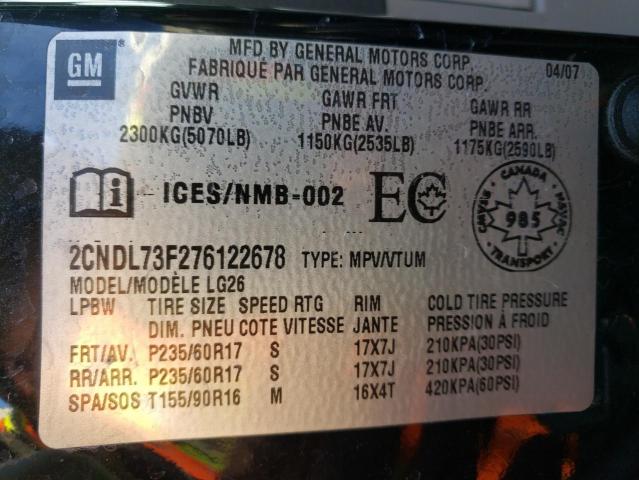 GM
MFD BY GENERAL MOTORS CORP.
FABRIQUÉ PAR GENERAL MOTORS CORP.
04/07
GVWR GAWR FRT GAWR RR
PNBV PNBE AV. PNBE ARR.
2300KG(5070LB) 1150KG(2535LB) 1175KG(2590LB)
i ICES/NMB-002 EC
CANADA
CMVSS 985 NSVAC
TRANSPORT
2CNDL73F276122678 TYPE: MPV/VTUM
MODEL/MODÈLE LG26
LPBW TIRE SIZE SPEED RTG RIM COLD TIRE PRESSURE
DIM. PNEU COTE VITESSE JANTE PRESSION À FROID
FRT/AV. P235/60R17 S 17X7J 210KPA(30PSI)
RR/ARR. P235/60R17 S 17X7J 210KPA(30PSI)
SPA/SOS T155/90R16 M 16X4T 420KPA(60PSI)